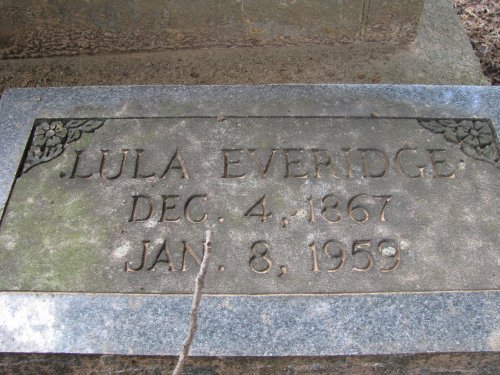 LULA EVERIDGE
DEC. 4, 1867
JAN. 8, 1959